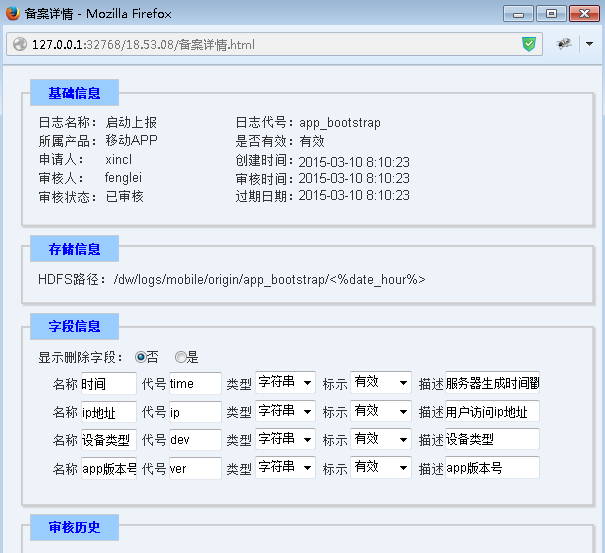 备案详情 - Mozilla Firefox
127.0.0.1:32768/18.53.08/备案详情.html
基础信息
日志名称：启动上报 日志代号：app_bootstrap
所属产品：移动APP 是否有效：有效
申请人： xincl 创建时间：2015-03-10 8:10:23
审核人： fenglei 审核时间：2015-03-10 8:10:23
审核状态：已审核 过期日期：2015-03-10 8:10:23
存储信息
HDFS路径：/dw/logs/mobile/origin/app_bootstrap/<%date_hour%>
字段信息
显示删除字段： 否 是
名称 时间 代号 time 类型 字符串 标示 有效 描述 服务器生成时间戳
名称 ip地址 代号 ip 类型 字符串 标示 有效 描述 用户访问ip地址
名称 设备类型 代号 dev 类型 字符串 标示 有效 描述 设备类型
名称 app版本号 代号 ver 类型 字符串 标示 有效 描述 app版本号
审核历史